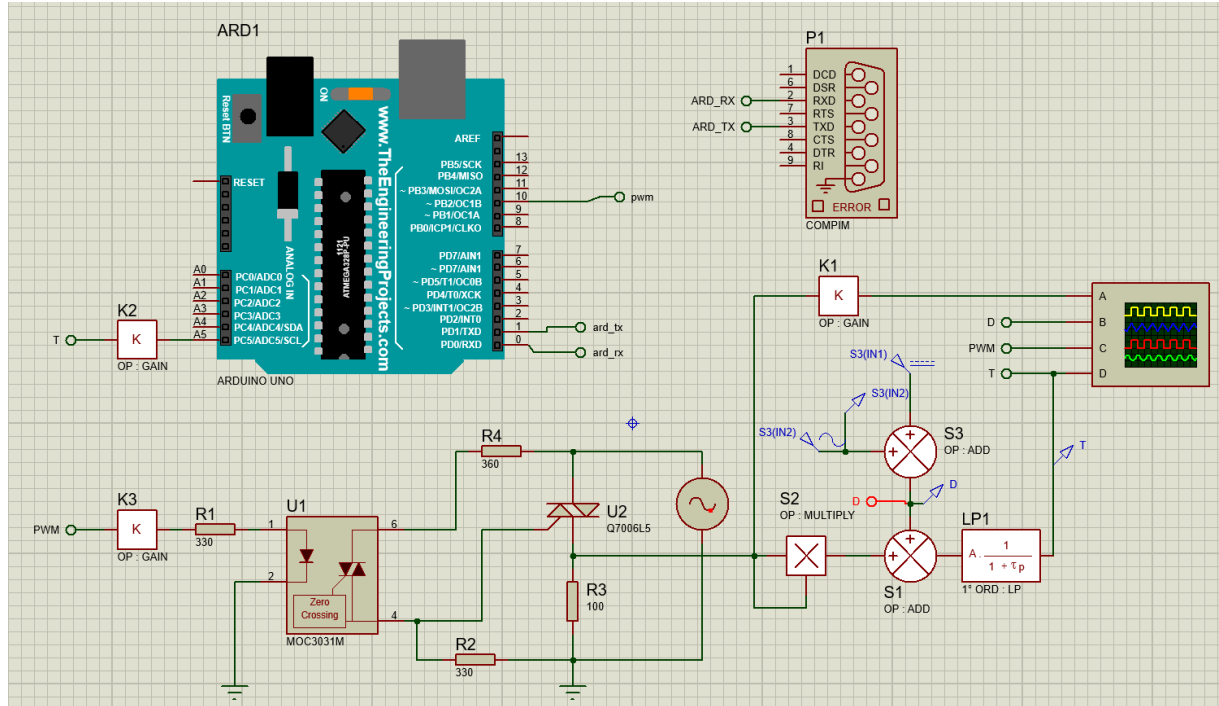 ARD1
Reset BTN
ON
www.TheEngineeringProjects.com
ANALOG IN
1121
ATMEGA328P-PU
RESET
AREF
PB5/SCK 13
PB4/MISO 12
~ PB3/MOSI/OC2A 11
~ PB2/OC1B 10
~ PB1/OC1A 9
PB0/ICP1/CLKO 8
PD7/AIN1 7
~ PD7/AIN1 6
~ PD5/T1/OC0B 5
PD4/T0/XCK 4
~ PD3/INT1/OC2B 3
PD2/INT0 2
PD1/TXD 1
PD0/RXD 0
A0 PC0/ADC0
A1 PC1/ADC1
A2 PC2/ADC2
A3 PC3/ADC3
A4 PC4/ADC4/SDA
A5 PC5/ADC5/SCL
ARDUINO UNO
pwm
ard_tx
ard_rx
K2
T
K
OP : GAIN
P1
1 DCD
6 DSR
ARD_RX 2 RXD
7 RTS
ARD_TX 3 TXD
8 CTS
4 DTR
9 RI
ERROR
COMPIM
K1
K
OP : GAIN
A
D B
PWM C
T D
S3(IN1)
S3(IN2)
S3(IN2)
S3
OP : ADD
T
D
D
S2
OP : MULTIPLY
S1
OP : ADD
LP1
A. 1
1 + τp
1° ORD : LP
K3
PWM
K
OP : GAIN
R1
330
U1
1
2
6
4
Zero
Crossing
MOC3031M
R4
360
U2
Q7006L5
R3
100
R2
330